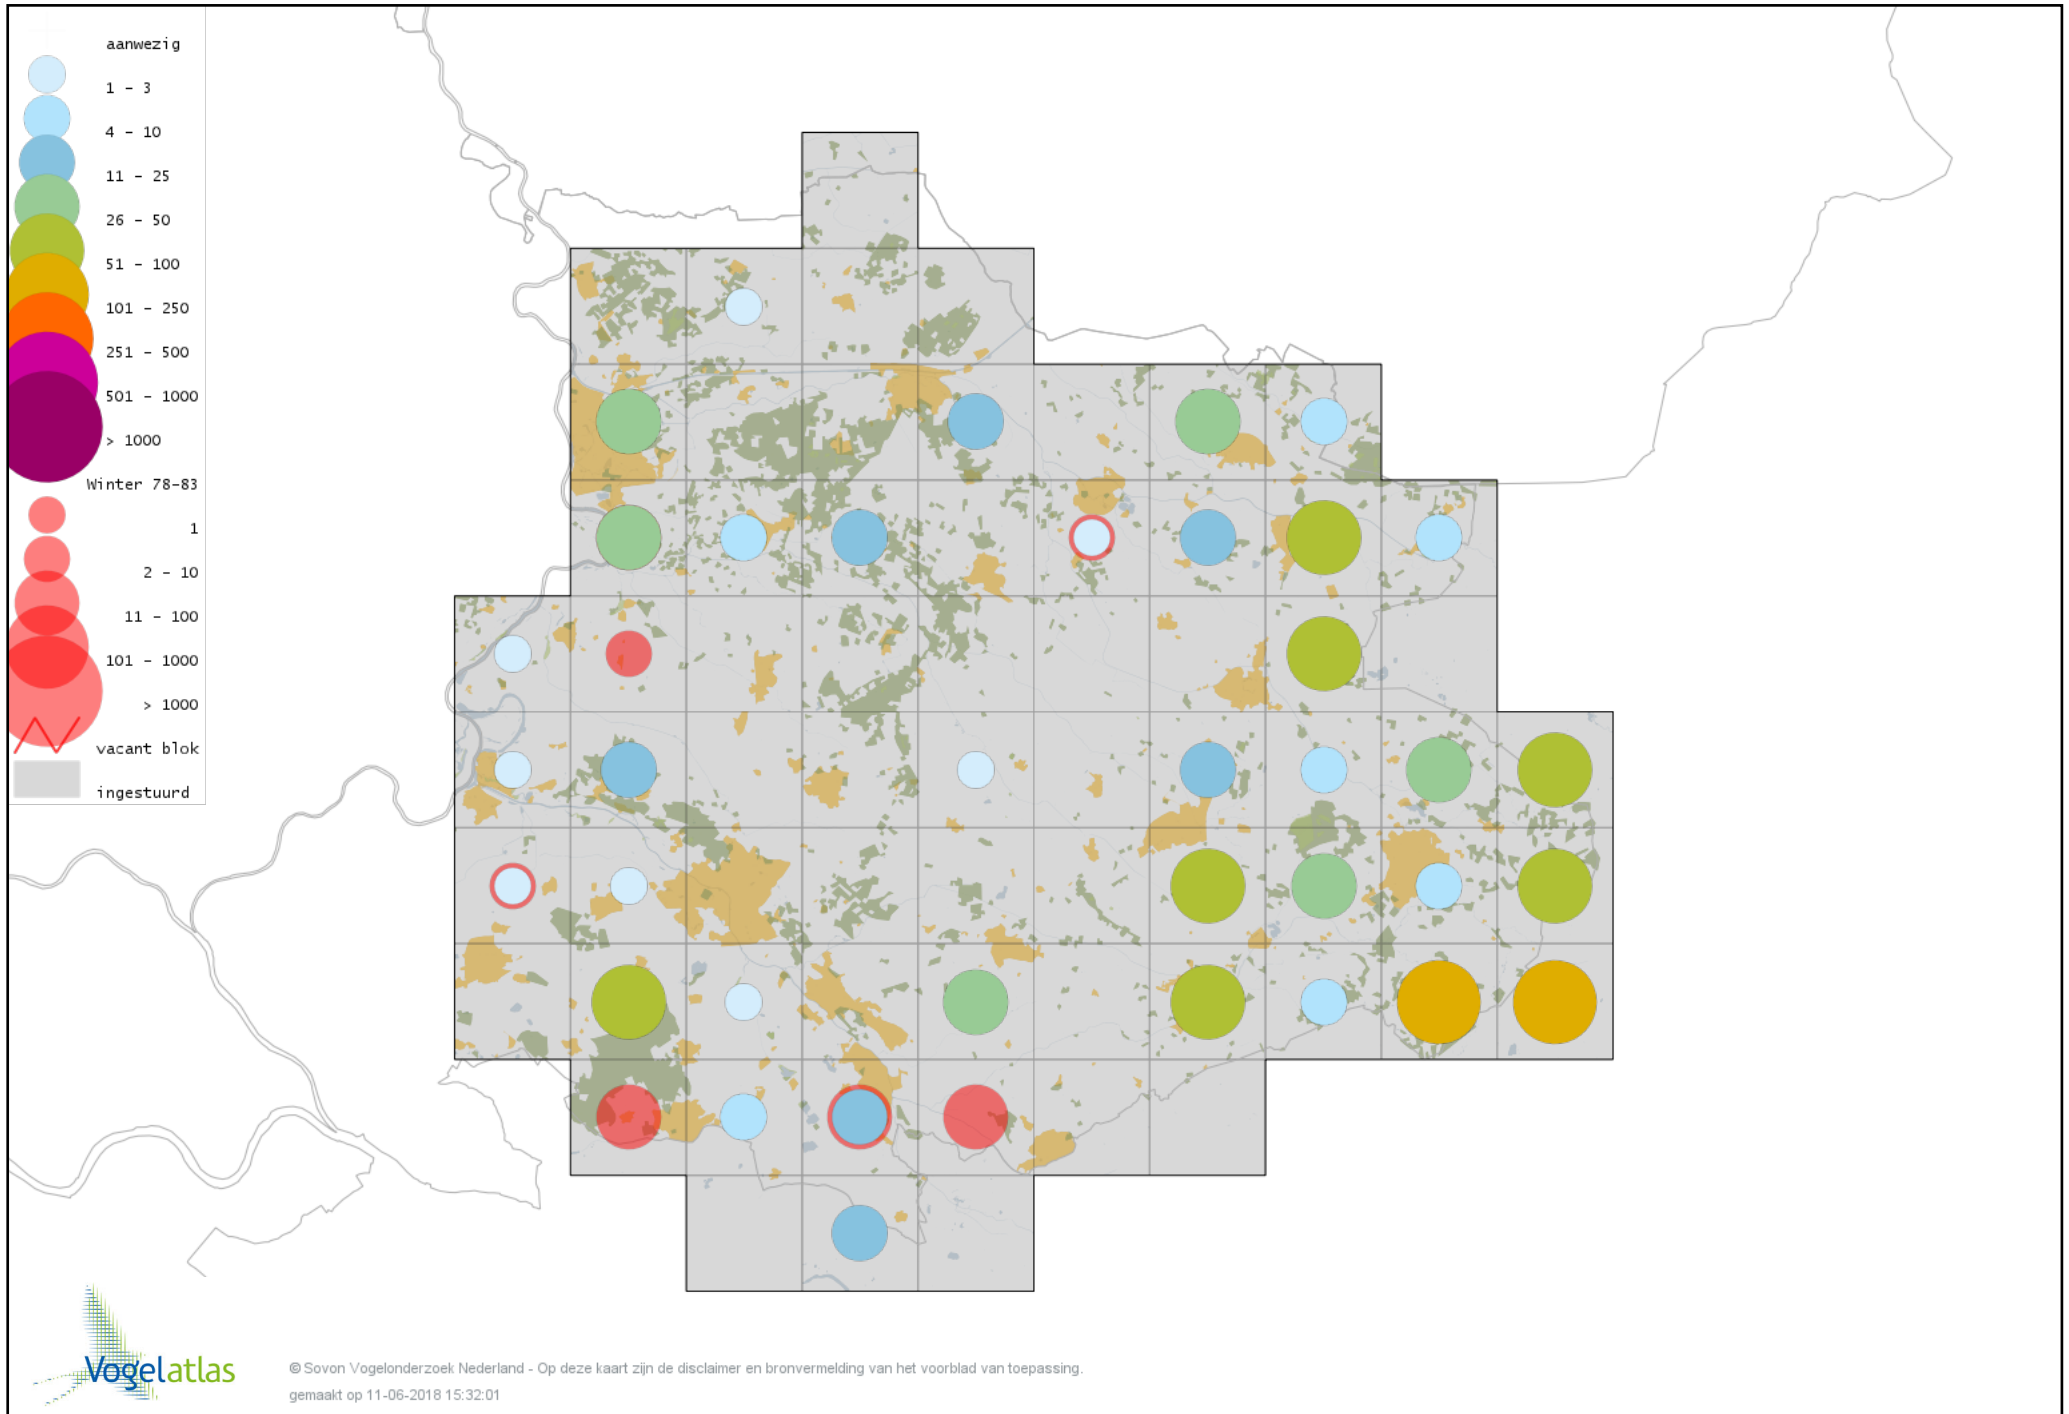 aanwezig
1 – 3
4 – 10
11 – 25
26 – 50
51 – 100
101 – 250
251 – 500
501 – 1000
> 1000
Winter 78-83
1
2 – 10
11 – 100
101 – 1000
> 1000
vacant blok
ingestuurd
Vogelatlas
© Sovon Vogelonderzoek Nederland - Op deze kaart zijn de disclaimer en bronvermelding van het voorblad van toepassing.
gemaakt op 11-06-2018 15:32:01